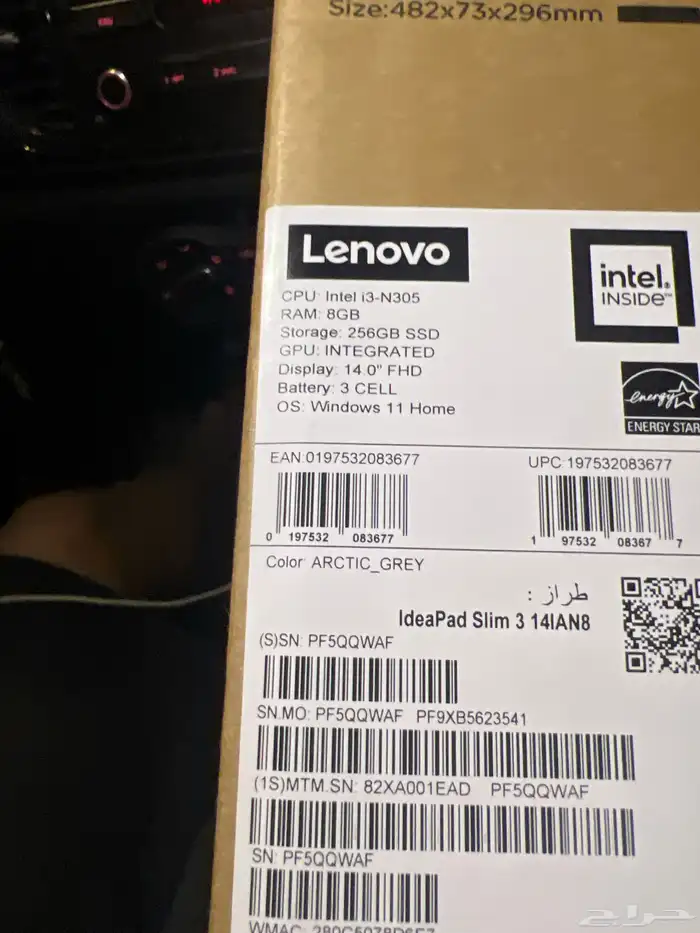 Size:482x73x296mm
Lenovo
intel.
INSIDE™
CPU: Intel i3-N305
RAM: 8GB
Storage: 256GB SSD
GPU: INTEGRATED
Display: 14.0" FHD
Battery: 3 CELL
OS: Windows 11 Home
energy
ENERGY STAR
EAN:0197532083677
UPC:197532083677
0 197532 083677
1 97532 08367 7
Color: ARCTIC_GREY
طراز :
IdeaPad Slim 3 14IAN8
(S)SN: PF5QQWAF
SN.MO: PF5QQWAF PF9XB5623541
(1S)MTM.SN: 82XA001EAD PF5QQWAF
SN: PF5QQWAF
حراج